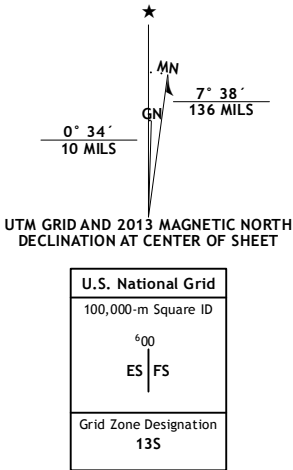 ★
MN
7° 38´
136 MILS
GN
0° 34´
10 MILS
UTM GRID AND 2013 MAGNETIC NORTH
DECLINATION AT CENTER OF SHEET
U.S. National Grid
100,000-m Square ID
⁶00
ES FS
Grid Zone Designation
13S